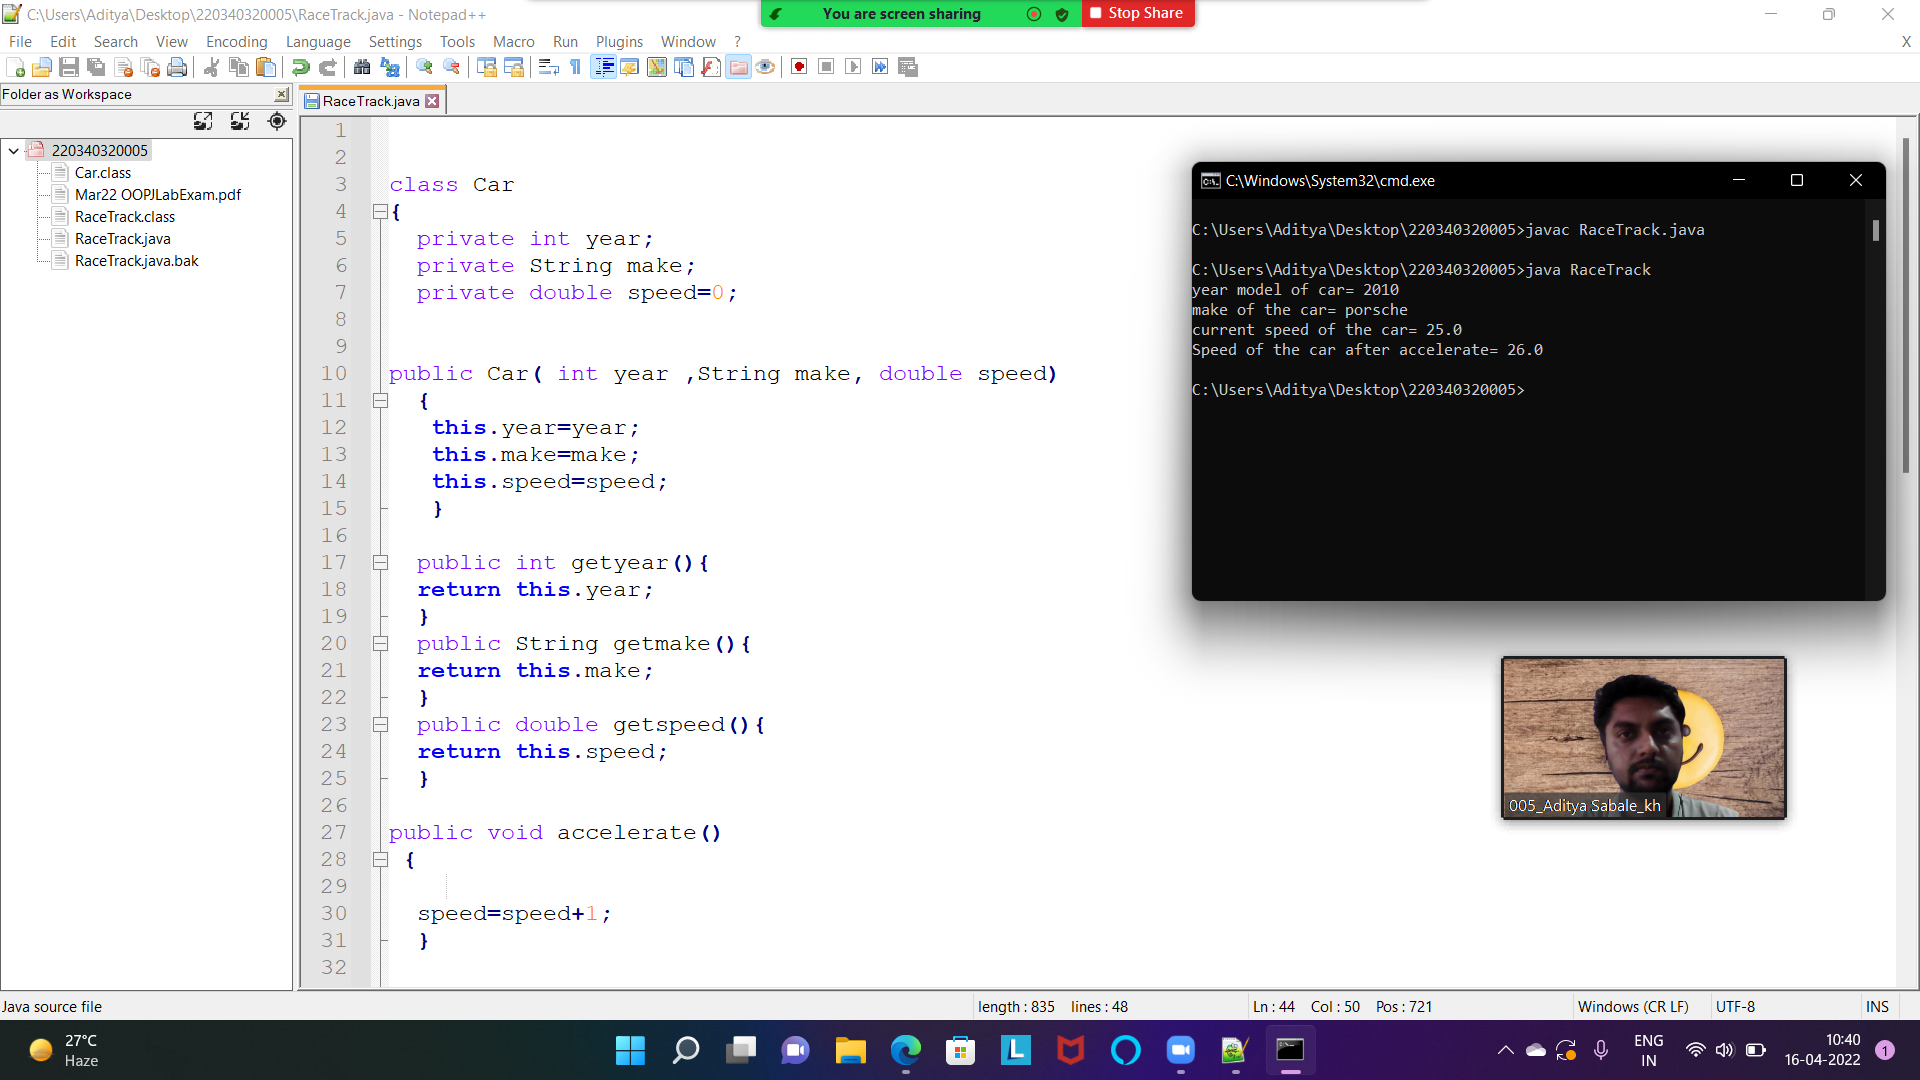 C:\Users\Aditya\Desktop\220340320005\RaceTrack.java - Notepad++
You are screen sharing
Stop Share
File Edit Search View Encoding Language Settings Tools Macro Run Plugins Window ?
X
Folder as Workspace
RaceTrack.java
220340320005
Car.class
Mar22 OOPJLabExam.pdf
RaceTrack.class
RaceTrack.java
RaceTrack.java.bak
1
2
3 class Car
4 {
5 private int year;
6 private String make;
7 private double speed=0;
8
9
10 public Car( int year ,String make, double speed)
11 {
12 this.year=year;
13 this.make=make;
14 this.speed=speed;
15 }
16
17 public int getyear(){
18 return this.year;
19 }
20 public String getmake(){
21 return this.make;
22 }
23 public double getspeed(){
24 return this.speed;
25 }
26
27 public void accelerate()
28 {
29
30 speed=speed+1;
31 }
32
C:\Windows\System32\cmd.exe
C:\Users\Aditya\Desktop\220340320005>javac RaceTrack.java
C:\Users\Aditya\Desktop\220340320005>java RaceTrack
year model of car= 2010
make of the car= porsche
current speed of the car= 25.0
Speed of the car after accelerate= 26.0
C:\Users\Aditya\Desktop\220340320005>
005_Aditya Sabale_kh
Java source file
length : 835 lines : 48
Ln : 44 Col : 50 Pos : 721
Windows (CR LF)
UTF-8
INS
27°C
Haze
L
ENG
IN
10:40
16-04-2022
1